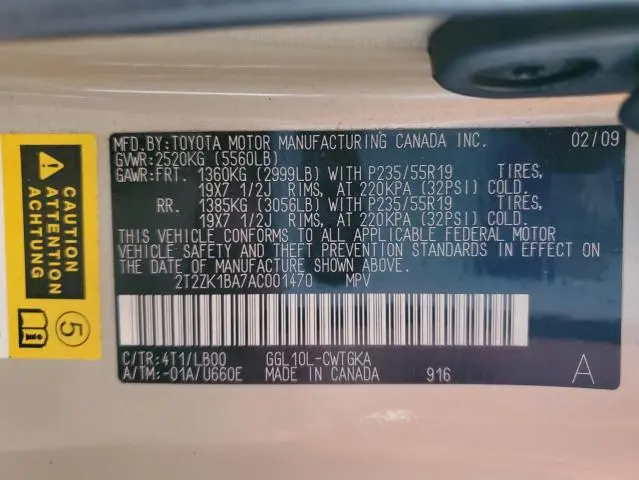 MFD.BY:TOYOTA MOTOR MANUFACTURING CANADA INC. 02/09
GVWR:2520KG (5560LB)
GAWR:FRT. 1360KG (2999LB) WITH P235/55R19 TIRES,
19X7 1/2J RIMS, AT 220KPA (32PSI) COLD.
RR. 1385KG (3056LB) WITH P235/55R19 TIRES,
19X7 1/2J RIMS, AT 220KPA (32PSI) COLD.
THIS VEHICLE CONFORMS TO ALL APPLICABLE FEDERAL MOTOR
VEHICLE SAFETY AND THEFT PREVENTION STANDARDS IN EFFECT ON
THE DATE OF MANUFACTURE SHOWN ABOVE.
2T2ZK1BA7AC001470 MPV
C/TR:4T1/LB00 GGL10L-CWTGKA
A/TM:-01A/U660E MADE IN CANADA 916 A
CAUTION
ATTENTION
ACHTUNG
5